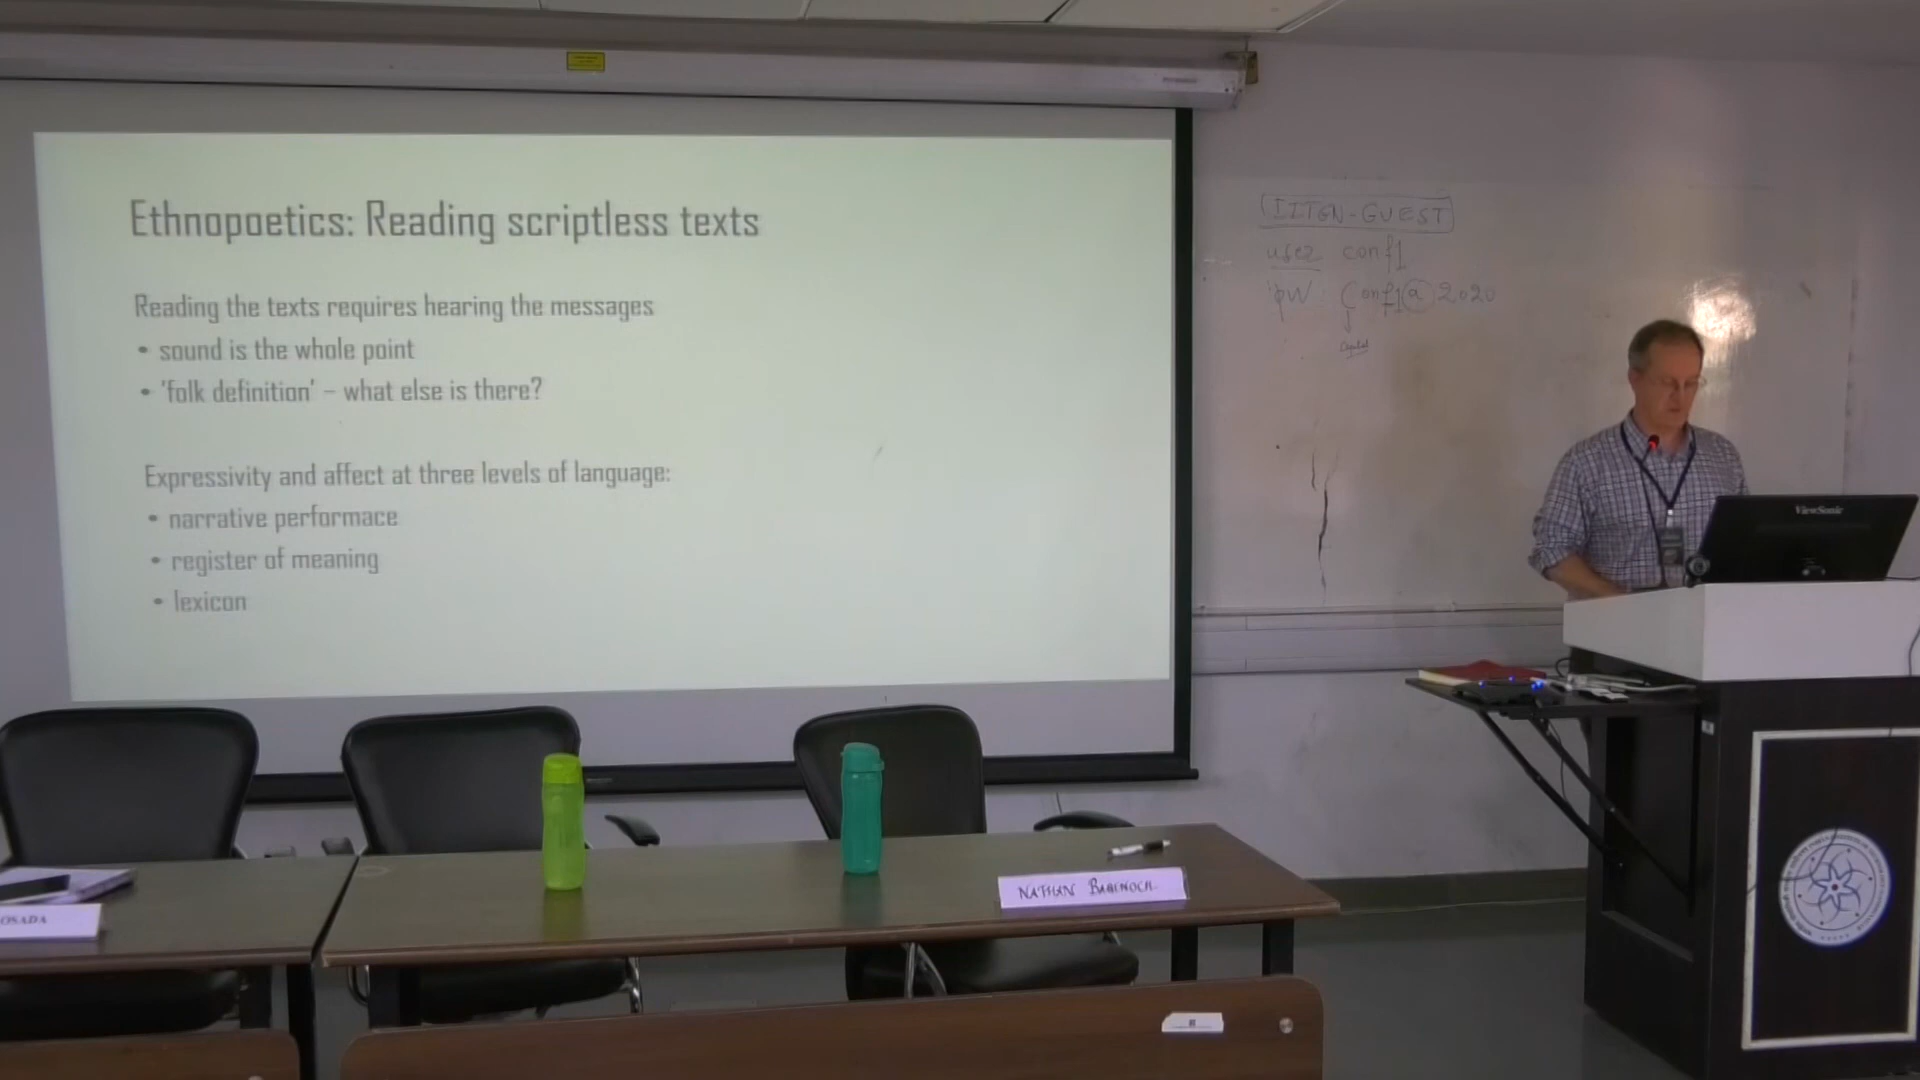 Ethnopoetics: Reading scriptless texts
Reading the texts requires hearing the messages
• sound is the whole point
• 'folk definition' – what else is there?
Expressivity and affect at three levels of language:
• narrative performace
• register of meaning
• lexicon
IITGN-GUEST
user conf1
pw: Conf1@2020
Capital
ViewSonic
OSADA
NATHAN BADENOCH